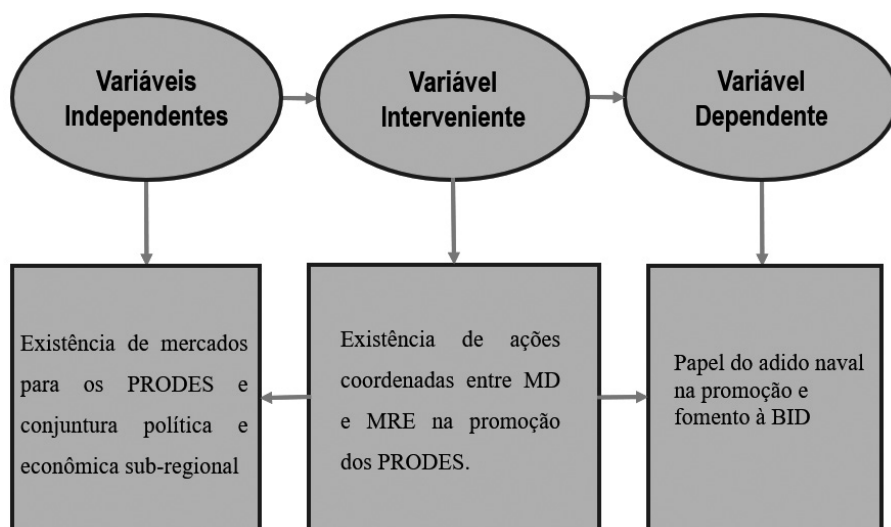 Variáveis
Independentes
Variável
Interveniente
Variável
Dependente
Existência de mercados
para os PRODES e
conjuntura política e
econômica sub-regional
Existência de ações
coordenadas entre MD
e MRE na promoção
dos PRODES.
Papel do adido naval
na promoção e
fomento à BID